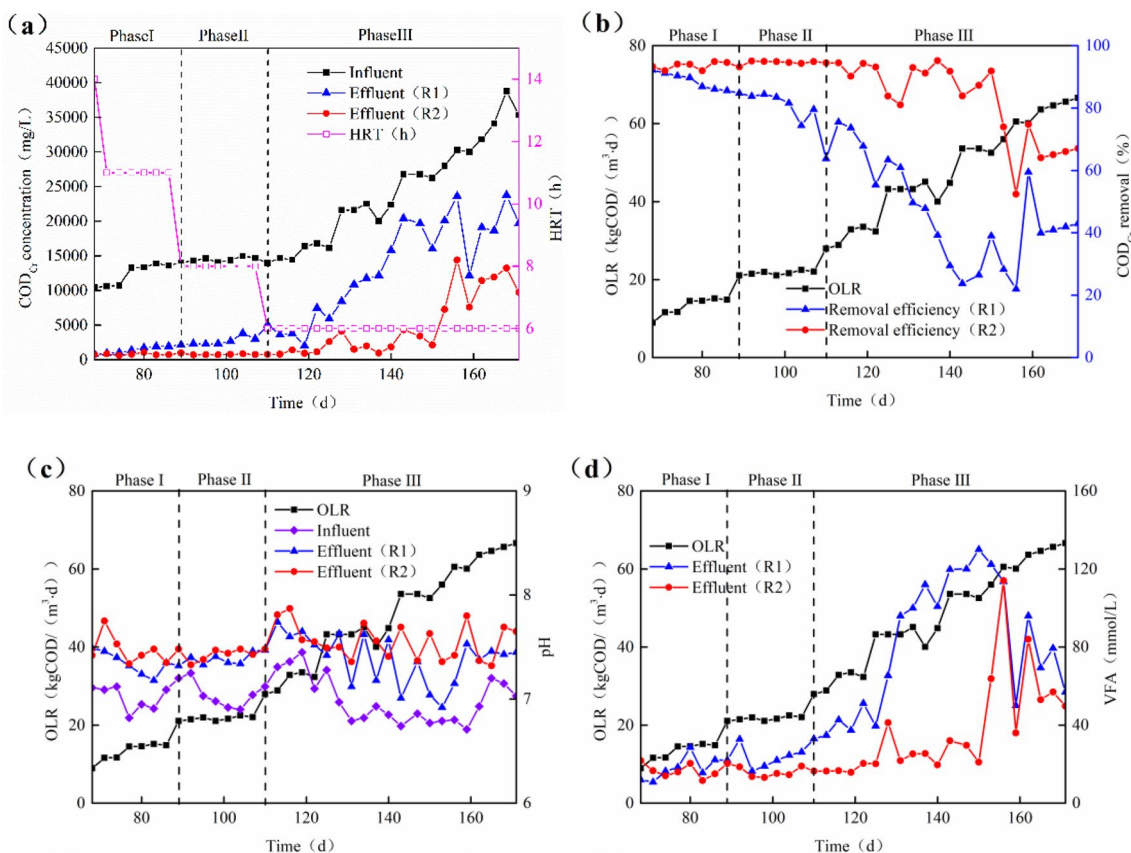 (a)
PhaseI PhaseII PhaseIII
45000
40000
35000
30000
25000
20000
15000
10000
5000
0
COD_Cr concentration (mg/L)
Influent
Effluent (R1)
Effluent (R2)
HRT (h)
14
12
10
8
6
HRT (h)
80 100 120 140 160
Time (d)
(b)
Phase I Phase II Phase III
80
60
40
20
0
OLR (kgCOD/ (m³·d)
OLR
Removal efficiency (R1)
Removal efficiency (R2)
100
80
60
40
20
0
COD_Cr removal (%)
80 100 120 140 160
Time (d)
(c)
Phase I Phase II Phase III
80
60
40
20
0
OLR (kgCOD/ (m³·d))
OLR
Influent
Effluent (R1)
Effluent (R2)
9
8
7
6
pH
80 100 120 140 160
Time (d)
(d)
Phase I Phase II Phase III
80
60
40
20
0
OLR (kgCOD/ (m³·d))
OLR
Effluent (R1)
Effluent (R2)
160
120
80
40
0
VFA (mmol/L)
80 100 120 140 160
Time (d)